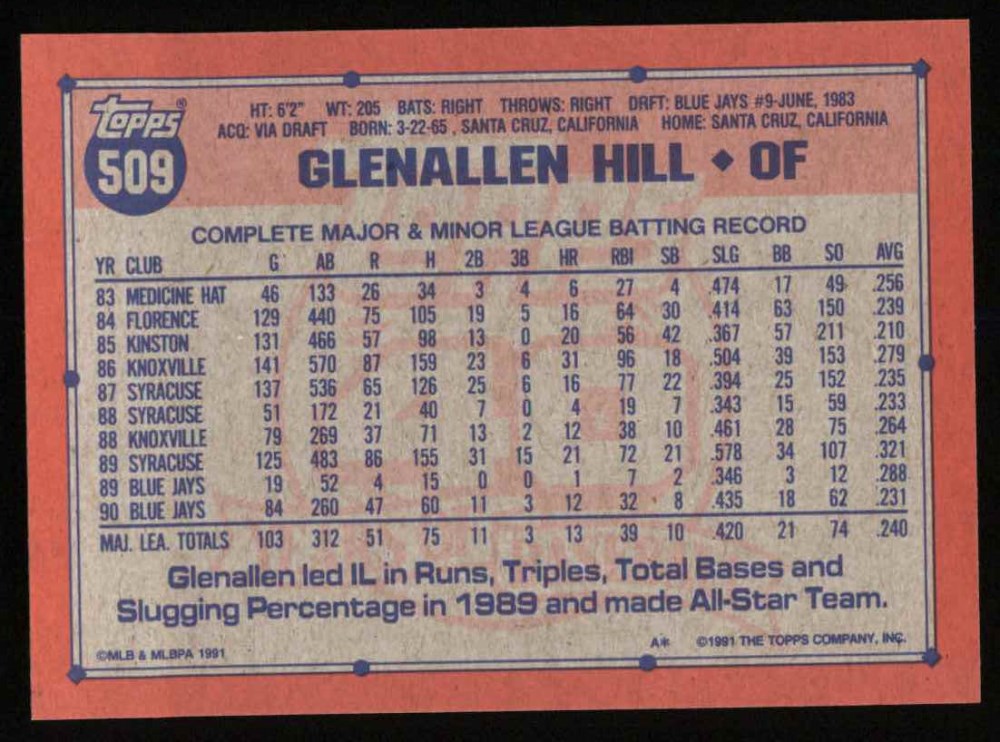 topps®
509
HT: 6'2" WT: 205 BATS: RIGHT THROWS: RIGHT DRFT: BLUE JAYS #9-JUNE, 1983
ACQ: VIA DRAFT BORN: 3-22-65 , SANTA CRUZ, CALIFORNIA HOME: SANTA CRUZ, CALIFORNIA
GLENALLEN HILL ◆ OF
COMPLETE MAJOR & MINOR LEAGUE BATTING RECORD
YR CLUB G AB R H 2B 3B HR RBI SB SLG BB SO AVG
83 MEDICINE HAT 46 133 26 34 3 4 6 27 4 .474 17 49 .256
84 FLORENCE 129 440 75 105 19 5 16 64 30 .414 63 150 .239
85 KINSTON 131 466 57 98 13 0 20 56 42 .367 57 211 .210
86 KNOXVILLE 141 570 87 159 23 6 31 96 18 .504 39 153 .279
87 SYRACUSE 137 536 65 126 25 6 16 77 22 .394 25 152 .235
88 SYRACUSE 51 172 21 40 7 0 4 19 7 .343 15 59 .233
88 KNOXVILLE 79 269 37 71 13 2 12 38 10 .461 28 75 .264
89 SYRACUSE 125 483 86 155 31 15 21 72 21 .578 34 107 .321
89 BLUE JAYS 19 52 4 15 0 0 1 7 2 .346 3 12 .288
90 BLUE JAYS 84 260 47 60 11 3 12 32 8 .435 18 62 .231
MAJ. LEA. TOTALS 103 312 51 75 11 3 13 39 10 .420 21 74 .240
Glenallen led IL in Runs, Triples, Total Bases and
Slugging Percentage in 1989 and made All-Star Team.
©MLB & MLBPA 1991
A* ©1991 THE TOPPS COMPANY, INC.